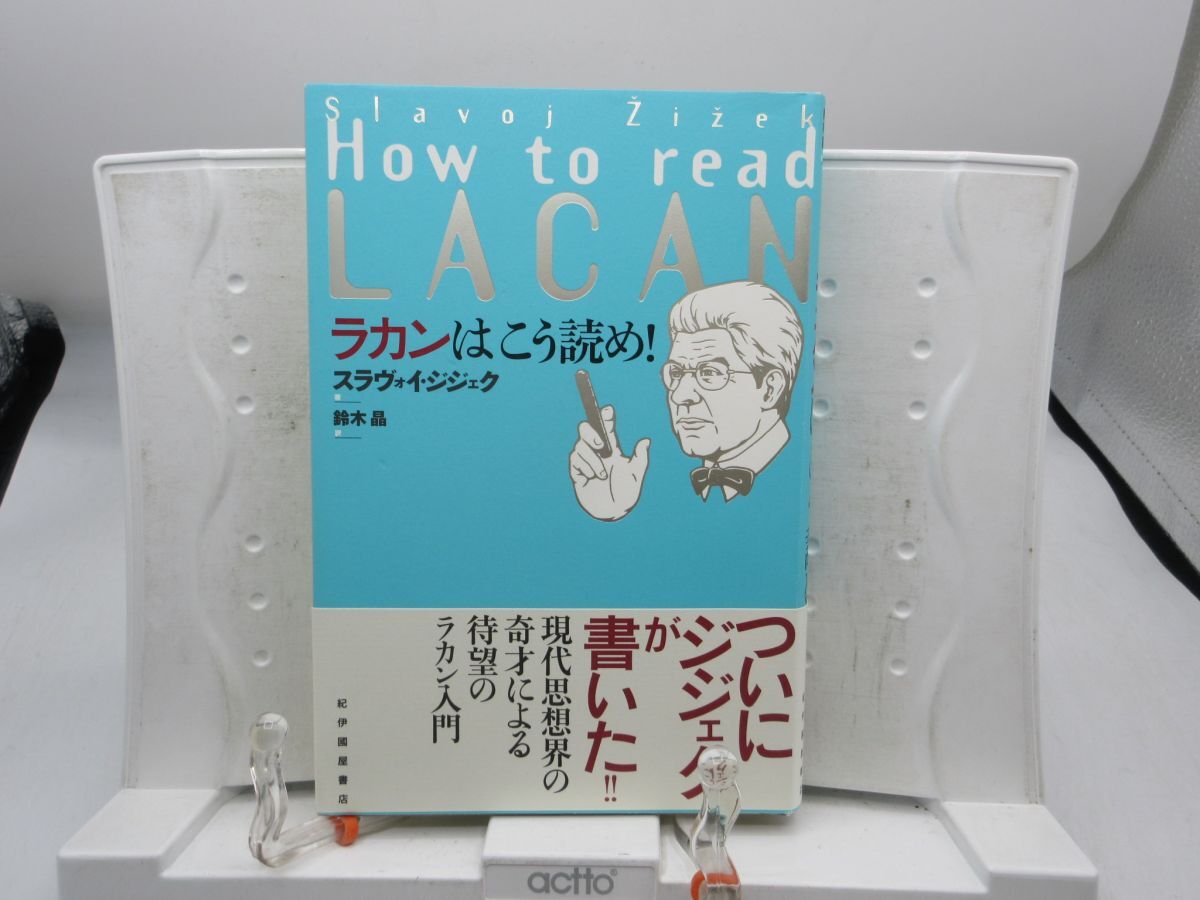 Slavoj Žižek
How to read
LACAN
ラカンはこう読め!
スラヴォイ・ジジェク
著
鈴木 晶
訳
ついに
ジジェク
が
書いた!!
現代思想界の
奇才による
待望の
ラカン入門
紀伊國屋書店
actto®